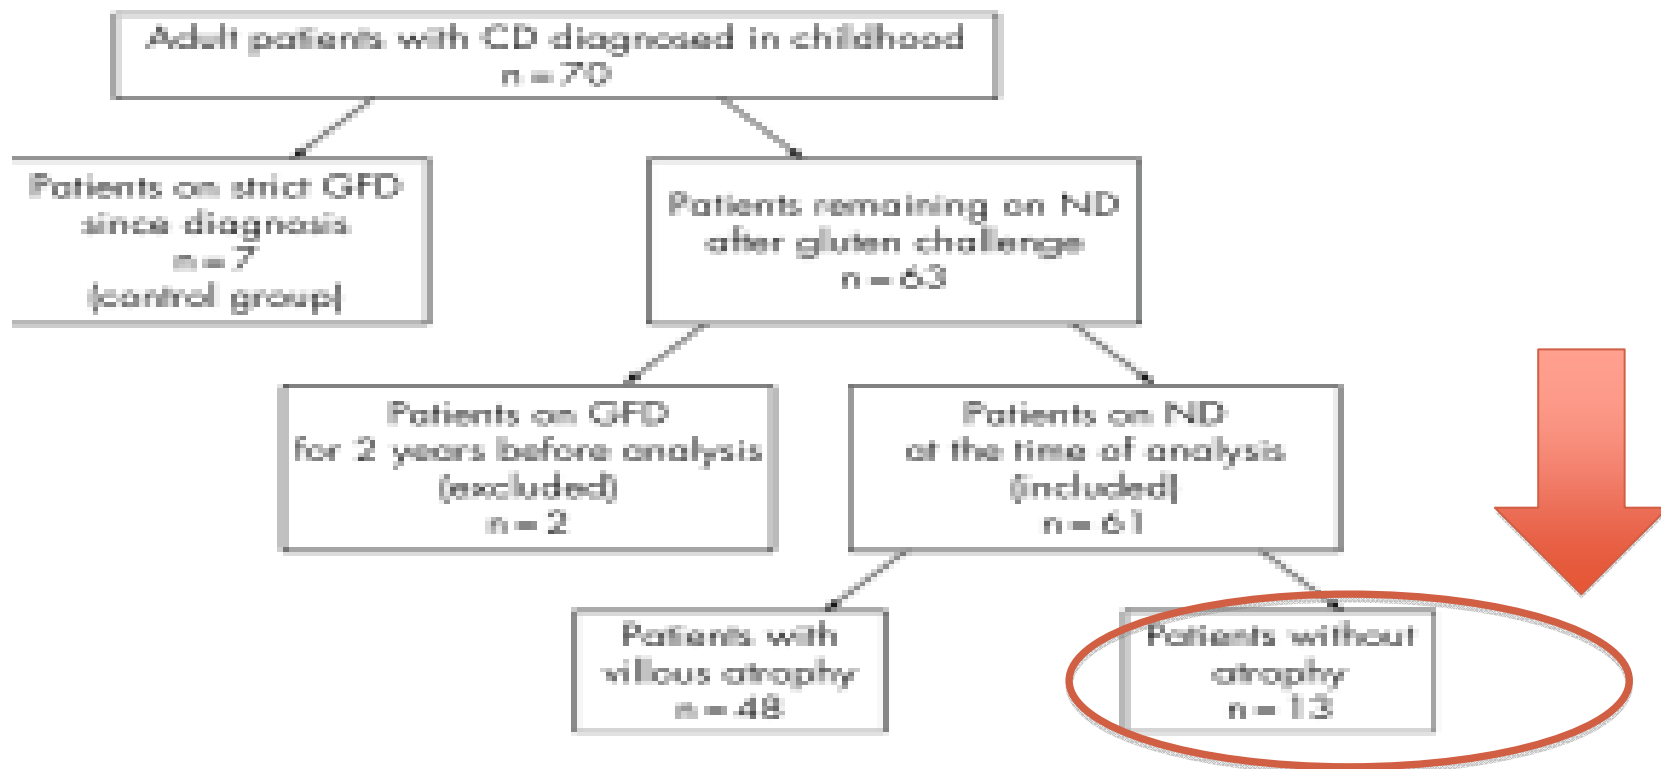 Adult patients with CD diagnosed in childhood
n = 70
Patients on strict GFD
since diagnosis
n = 7
(control group)
Patients remaining on ND
after gluten challenge
n = 63
Patients on GFD
for 2 years before analysis
(excluded)
n = 2
Patients on ND
at the time of analysis
(included)
n = 61
Patients with
villous atrophy
n = 48
Patients without
atrophy
n = 13